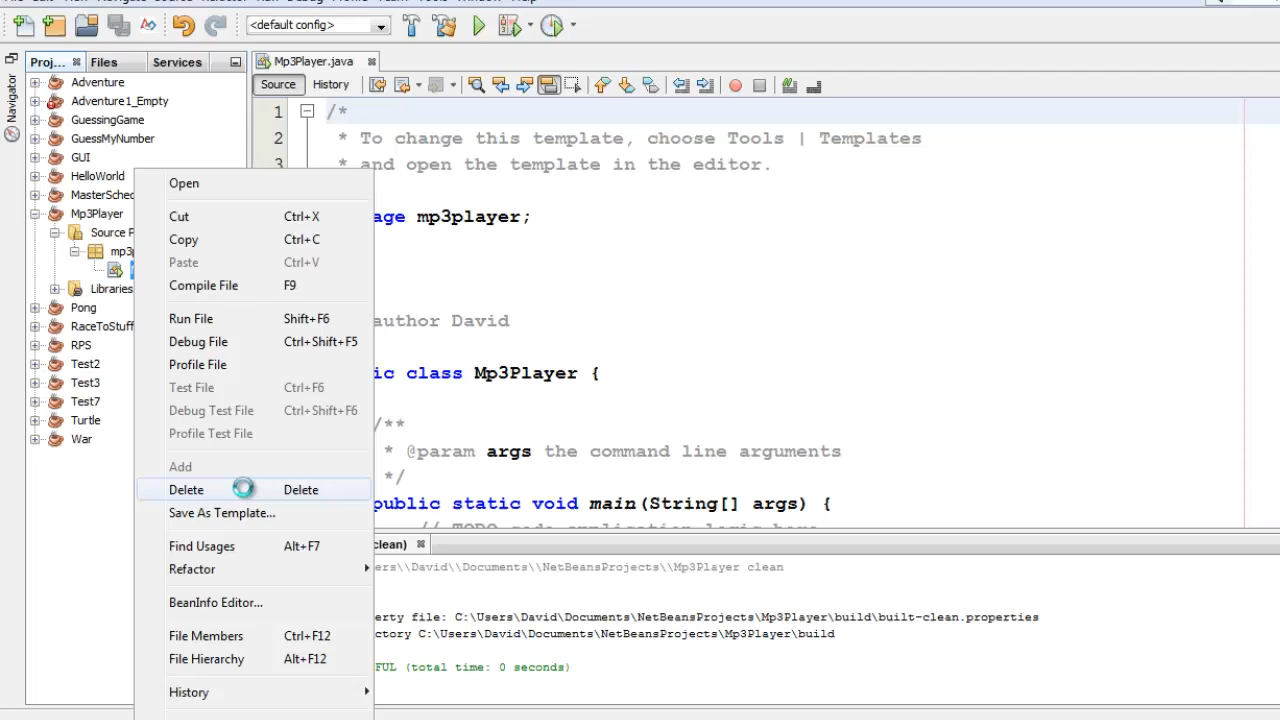 <default config>
Proj...
Files
Services
Navigator
Adventure
Adventure1_Empty
GuessingGame
GuessMyNumber
GUI
HelloWorld
MasterSched
Mp3Player
Source P
mp3p
Libraries
Pong
RaceToStuff
RPS
Test2
Test3
Test7
Turtle
War
Open
Cut Ctrl+X
Copy Ctrl+C
Paste Ctrl+V
Compile File F9
Run File Shift+F6
Debug File Ctrl+Shift+F5
Profile File
Test File Ctrl+F6
Debug Test File Ctrl+Shift+F6
Profile Test File
Add
Delete Delete
Save As Template...
Find Usages Alt+F7
Refactor
BeanInfo Editor...
File Members Ctrl+F12
File Hierarchy Alt+F12
History
Mp3Player.java
Source History
1 /*
2 * To change this template, choose Tools | Templates
3 * and open the template in the editor.
age mp3player;
author David
ic class Mp3Player {
/**
* @param args the command line arguments
*/
public static void main(String[] args) {
// TODO code application logic here
clean)
ers\\David\\Documents\\NetBeansProjects\\Mp3Player clean
erty file: C:\Users\David\Documents\NetBeansProjects\Mp3Player\build\built-clean.properties
ctory C:\Users\David\Documents\NetBeansProjects\Mp3Player\build
FUL (total time: 0 seconds)